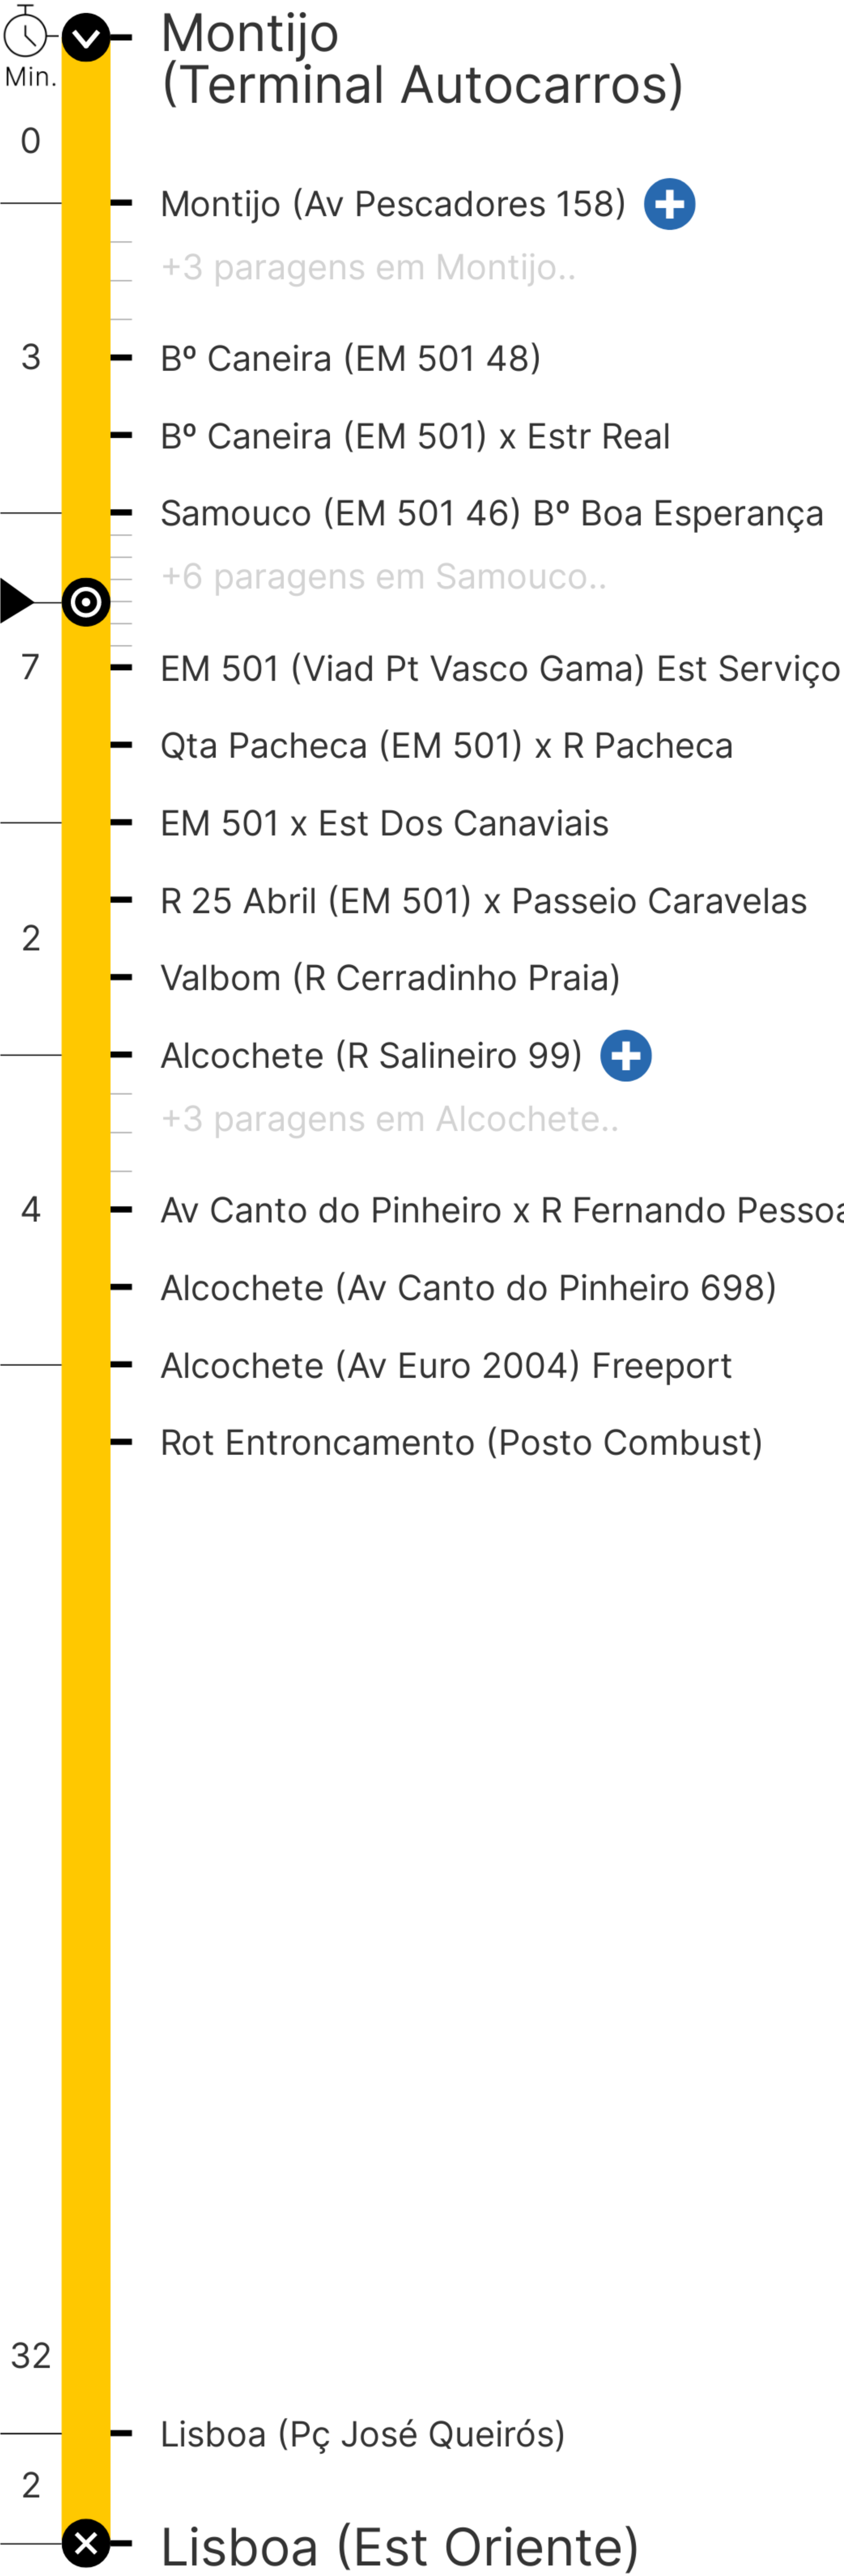 Montijo
(Terminal Autocarros)
Min.
0
Montijo (Av Pescadores 158)
+3 paragens em Montijo..
3
Bº Caneira (EM 501 48)
Bº Caneira (EM 501) x Estr Real
Samouco (EM 501 46) Bº Boa Esperança
+6 paragens em Samouco..
7
EM 501 (Viad Pt Vasco Gama) Est Serviço
Qta Pacheca (EM 501) x R Pacheca
EM 501 x Est Dos Canaviais
R 25 Abril (EM 501) x Passeio Caravelas
2
Valbom (R Cerradinho Praia)
Alcochete (R Salineiro 99)
+3 paragens em Alcochete..
4
Av Canto do Pinheiro x R Fernando Pessoa
Alcochete (Av Canto do Pinheiro 698)
Alcochete (Av Euro 2004) Freeport
Rot Entroncamento (Posto Combust)
32
Lisboa (Pç José Queirós)
2
Lisboa (Est Oriente)